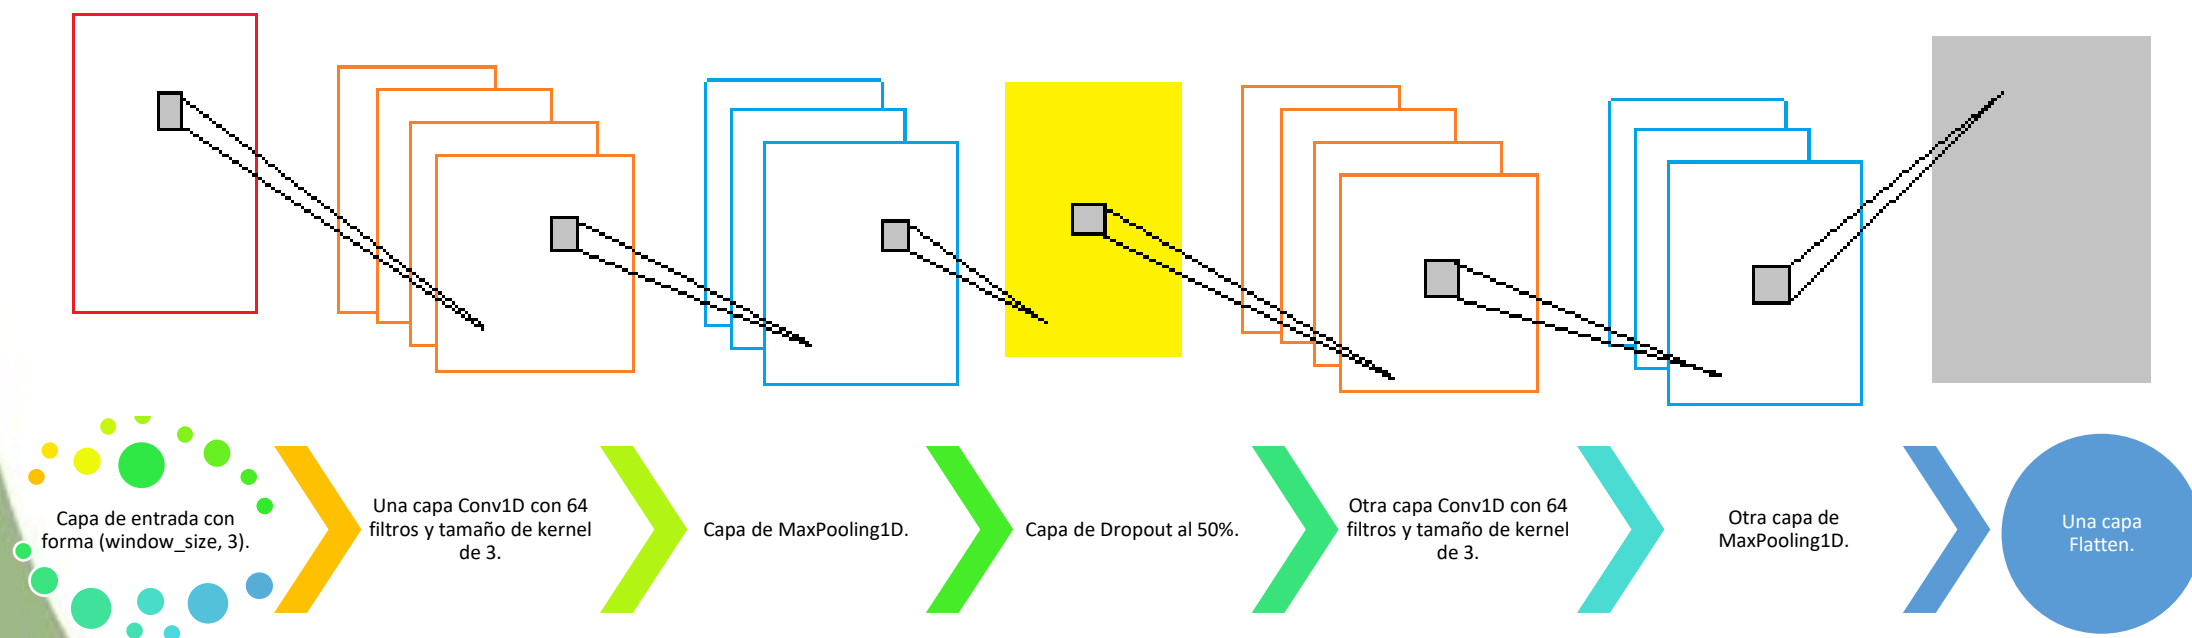 Capa de entrada con
forma (window_size, 3).
Una capa Conv1D con 64
filtros y tamaño de kernel
de 3.
Capa de MaxPooling1D.
Capa de Dropout al 50%.
Otra capa Conv1D con 64
filtros y tamaño de kernel
de 3.
Otra capa de
MaxPooling1D.
Una capa
Flatten.